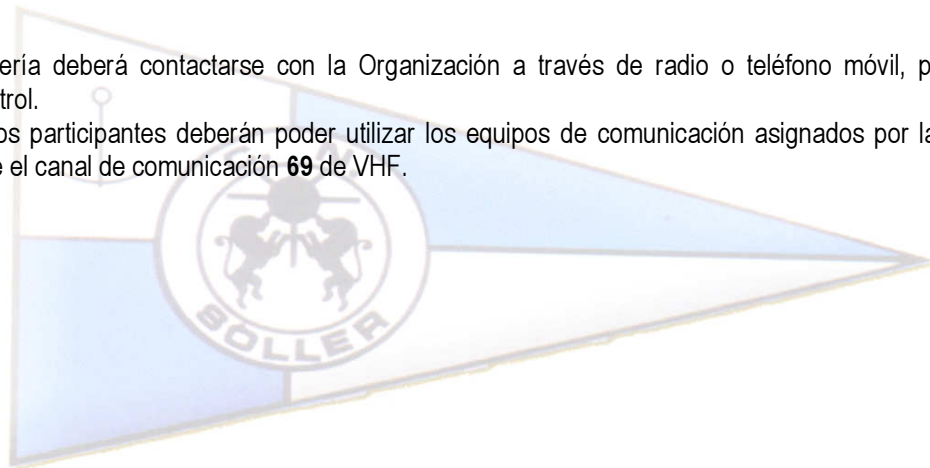 ería deberá contactarse con la Organización a través de radio o teléfono móvil, p
trol.
os participantes deberán poder utilizar los equipos de comunicación asignados por la
e el canal de comunicación 69 de VHF.
C N
SÓLLER